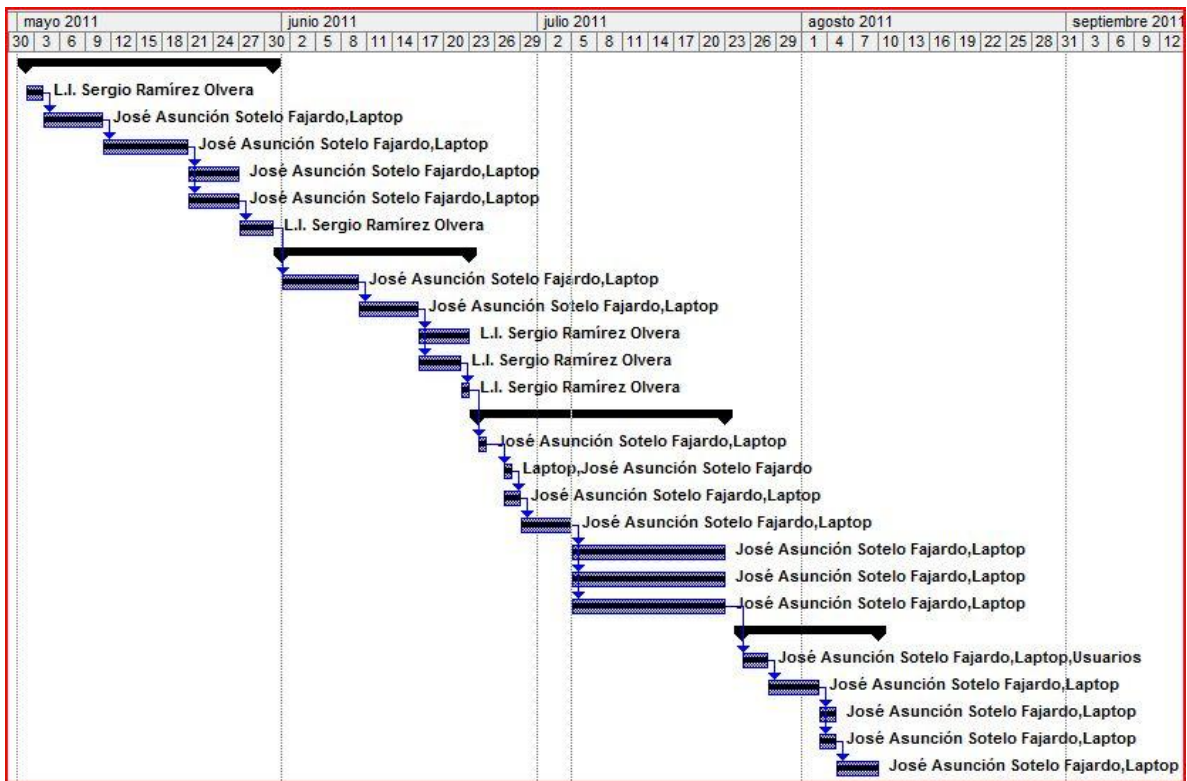 mayo 2011 junio 2011 julio 2011 agosto 2011 septiembre 2011
30 3 6 9 12 15 18 21 24 27 30 2 5 8 11 14 17 20 23 26 29 2 5 8 11 14 17 20 23 26 29 1 4 7 10 13 16 19 22 25 28 31 3 6 9 12
L.I. Sergio Ramírez Olvera
José Asunción Sotelo Fajardo,Laptop
José Asunción Sotelo Fajardo,Laptop
José Asunción Sotelo Fajardo,Laptop
José Asunción Sotelo Fajardo,Laptop
L.I. Sergio Ramírez Olvera
José Asunción Sotelo Fajardo,Laptop
José Asunción Sotelo Fajardo,Laptop
L.I. Sergio Ramírez Olvera
L.I. Sergio Ramírez Olvera
L.I. Sergio Ramírez Olvera
José Asunción Sotelo Fajardo,Laptop
Laptop,José Asunción Sotelo Fajardo
José Asunción Sotelo Fajardo,Laptop
José Asunción Sotelo Fajardo,Laptop
José Asunción Sotelo Fajardo,Laptop
José Asunción Sotelo Fajardo,Laptop
José Asunción Sotelo Fajardo,Laptop
José Asunción Sotelo Fajardo,Laptop,Usuarios
José Asunción Sotelo Fajardo,Laptop
José Asunción Sotelo Fajardo,Laptop
José Asunción Sotelo Fajardo,Laptop
José Asunción Sotelo Fajardo,Laptop